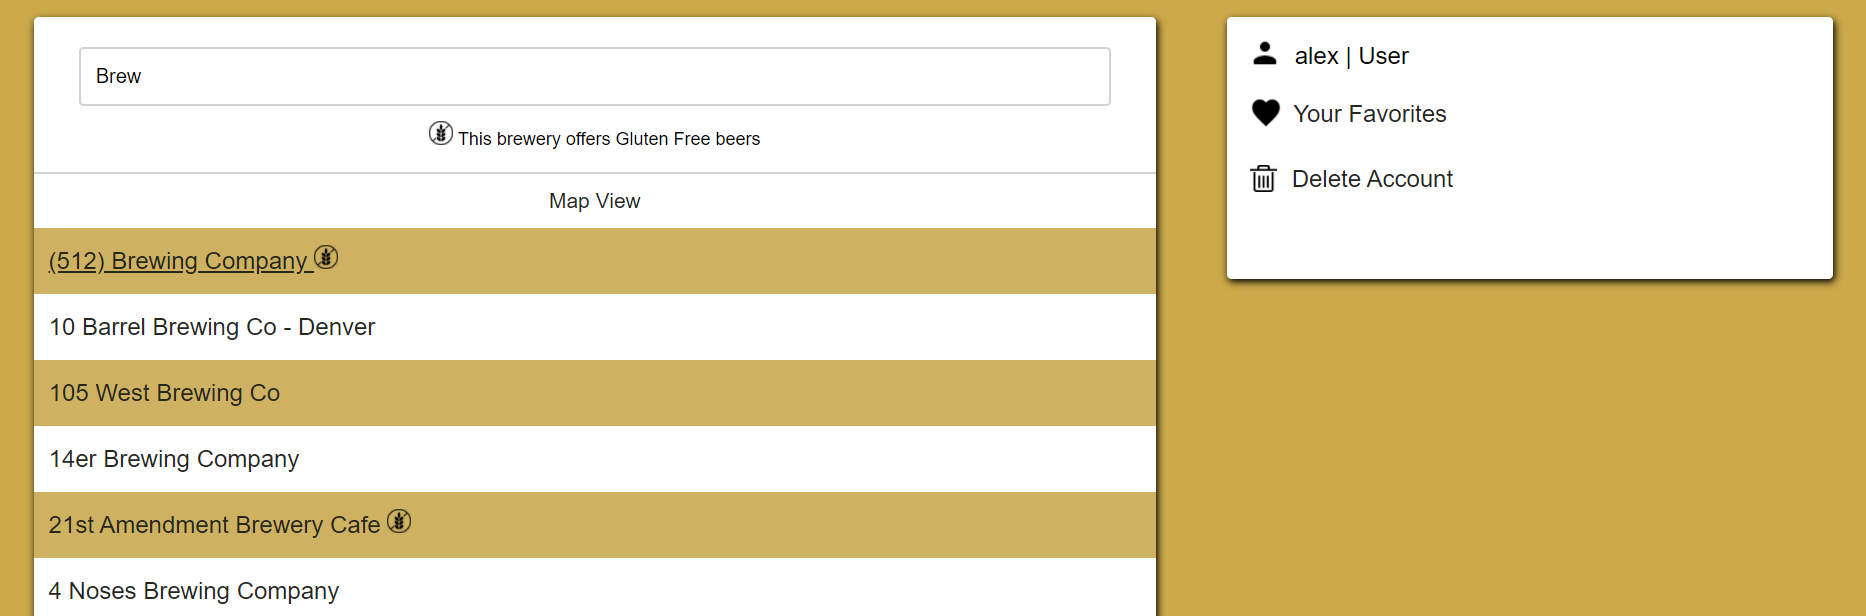 Brew
This brewery offers Gluten Free beers
Map View
(512) Brewing Company
10 Barrel Brewing Co - Denver
105 West Brewing Co
14er Brewing Company
21st Amendment Brewery Cafe
4 Noses Brewing Company
alex | User
Your Favorites
Delete Account